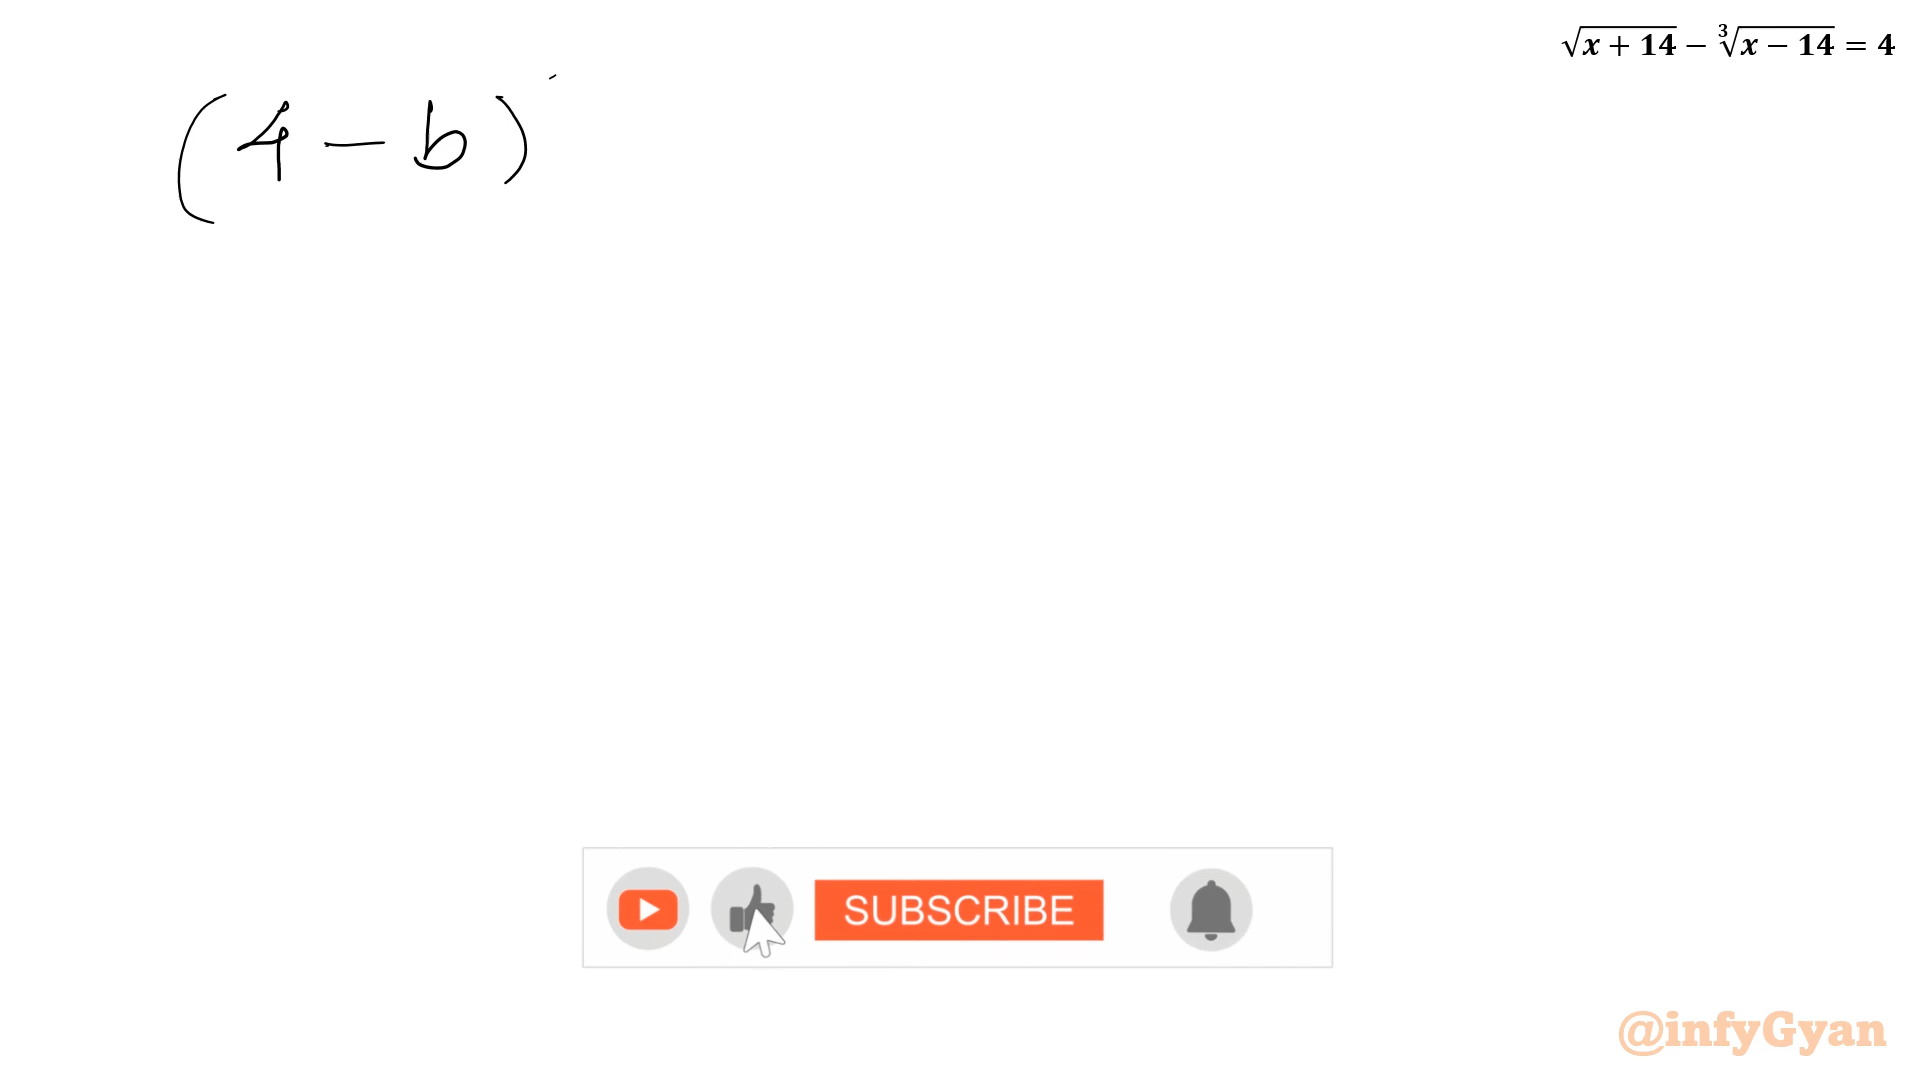 √(x + 14) − ∛(x − 14) = 4
(4 − b)
SUBSCRIBE
@infyGyan